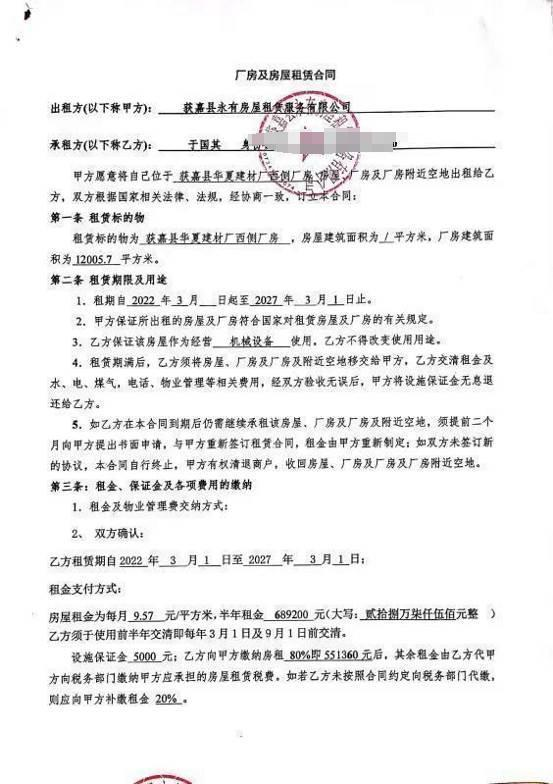 厂房及房屋租赁合同
出租方(以下称甲方): 获嘉县永有房屋租赁服务有限公司
承租方(以下称乙方): 于国其
甲方愿意将自己位于 获嘉县华夏建材厂西侧厂房 房屋、厂房及厂房附近空地出租给乙
方，双方根据国家相关法律、法规，经协商一致，订立本合同:
第一条 租赁标的物
租赁标的物为 获嘉县华夏建材厂西侧厂房 ，房屋建筑面积为 / 平方米，厂房建筑面
积为 12005.7 平方米。
第二条 租赁期限及用途
1、租期自 2022 年 3 月 日起至 2027 年 3 月 1 日止。
2、甲方保证所出租的房屋及厂房符合国家对租赁房屋及厂房的有关规定。
3、乙方保证该房屋作为经营 机械设备 使用，乙方不得改变使用用途。
4、租赁期满后，乙方须将房屋、厂房及厂房及附近空地移交给甲方，乙方交清租金及
水、电、煤气，电话、物业管理等相关费用，经双方验收无误后，甲方将设施保证金无息退
还给乙方。
5、如乙方在本合同到期后仍需继续承租该房屋、厂房及厂房及附近空地，须提前二个
月向甲方提出书面申请，与甲方重新签订租赁合同，租金由甲方重新制定；如双方未签订新
的协议，本合同自行终止，甲方有权清退商户，收回房屋、厂房及厂房及厂房附近空地。
第三条：租金、保证金及各项费用的缴纳
1、租金及物业管理费交纳方式：
2、 双方确认：
乙方租赁期自 2022 年 3 月 1 日至 2027 年 3 月 1 日；
租金支付方式：
房屋租金为每月 9.57 元/平方米，半年租金 689200 元（大写：贰拾捌万柒仟伍佰元整 ）
乙方须于使用前半年交清即每年 3 月 1 日及 9 月 1 日前交清。
设施保证金 5000 元；乙方向甲方缴纳房租 80%即 551360 元后，其余租金由乙方代甲
方向税务部门缴纳甲方应承担的房屋租赁税费。如若乙方未按照合同约定向税务部门代缴，
则应向甲方补缴租金 20% 。